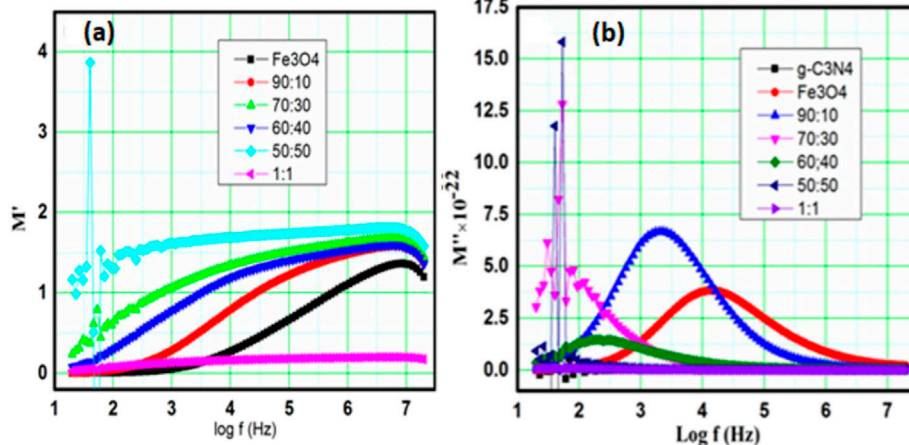 (a)
Fe3O4
90:10
70:30
60:40
50:50
1:1
4
3
2
1
0
M'
1 2 3 4 5 6 7
log f (Hz)
(b)
g-C3N4
Fe3O4
90:10
70:30
60;40
50:50
1:1
17.5
15.0
12.5
10.0
7.5
5.0
2.5
0.0
M''×10⁻²²
1 2 3 4 5 6 7
Log f (Hz)